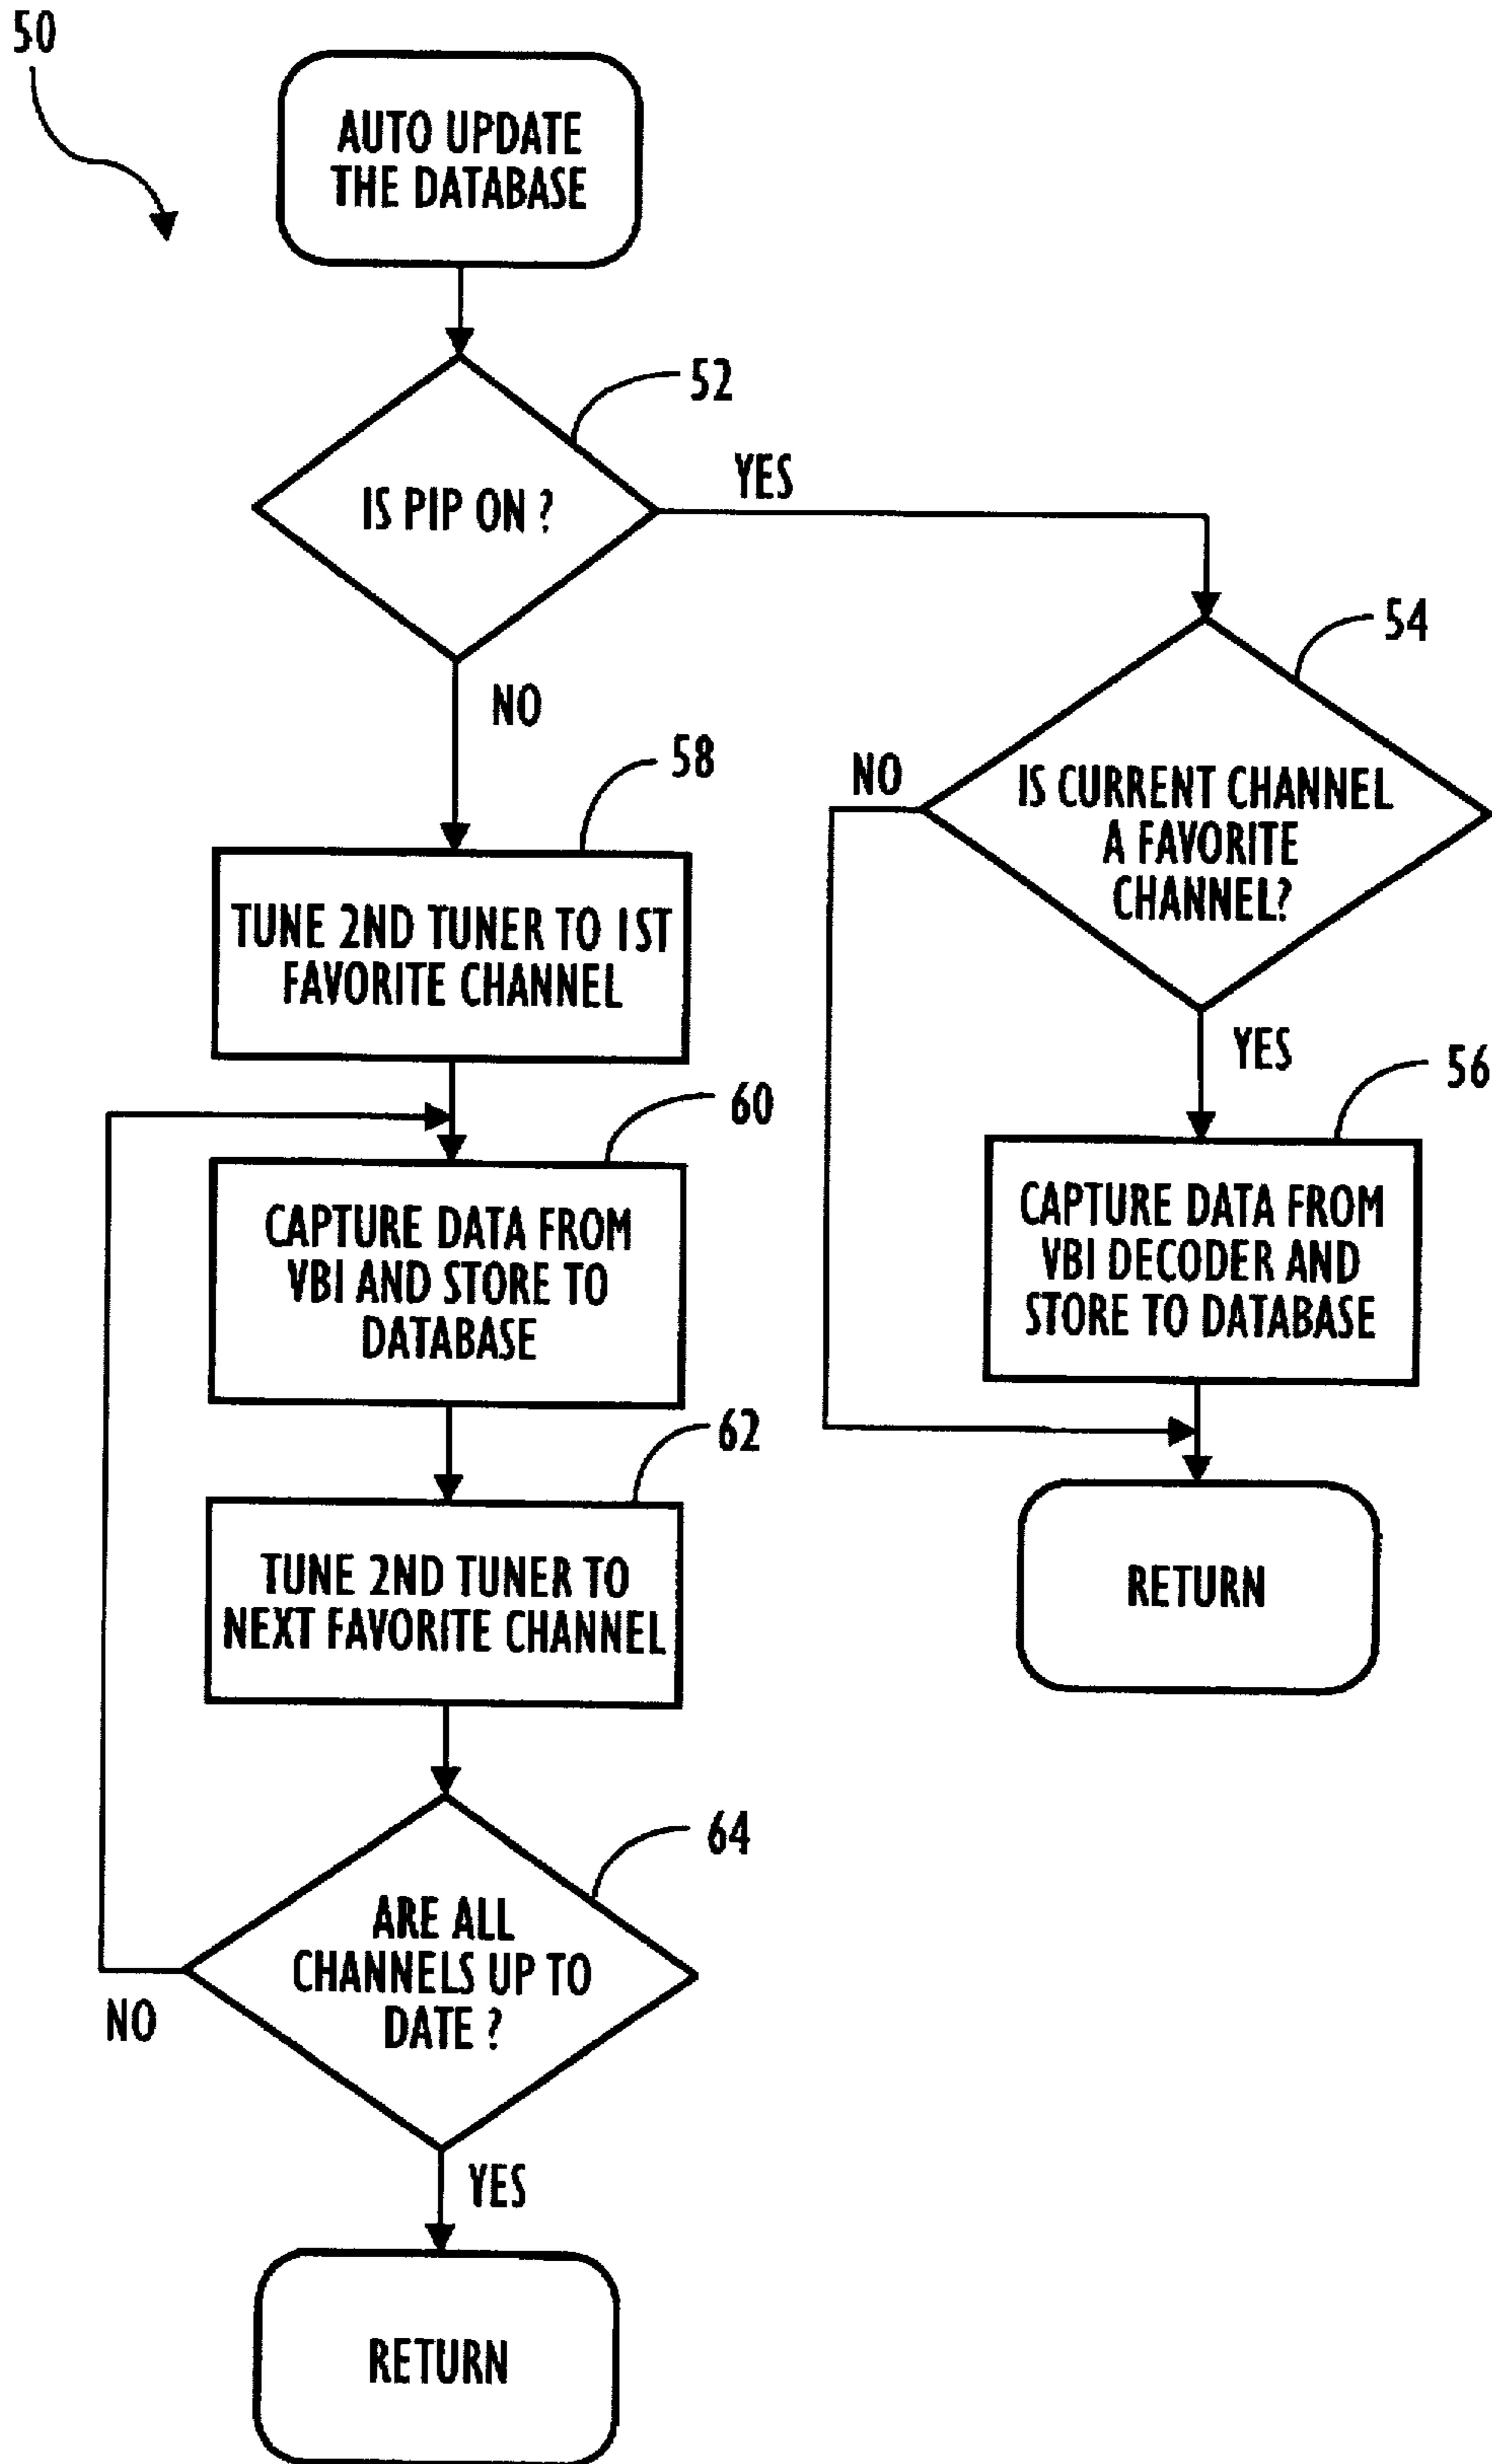 50
AUTO UPDATE
THE DATABASE
52
IS PIP ON ?
YES
NO
54
IS CURRENT CHANNEL
A FAVORITE
CHANNEL?
NO
YES
56
CAPTURE DATA FROM
VBI DECODER AND
STORE TO DATABASE
RETURN
58
TUNE 2ND TUNER TO 1ST
FAVORITE CHANNEL
60
CAPTURE DATA FROM
VBI AND STORE TO
DATABASE
62
TUNE 2ND TUNER TO
NEXT FAVORITE CHANNEL
64
ARE ALL
CHANNELS UP TO
DATE ?
NO
YES
RETURN